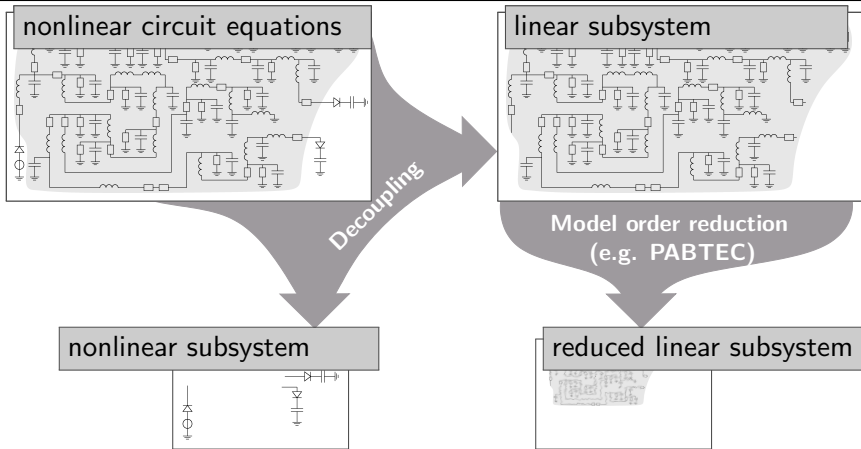 nonlinear circuit equations
linear subsystem
Decoupling
Model order reduction
(e.g. PABTEC)
nonlinear subsystem
reduced linear subsystem